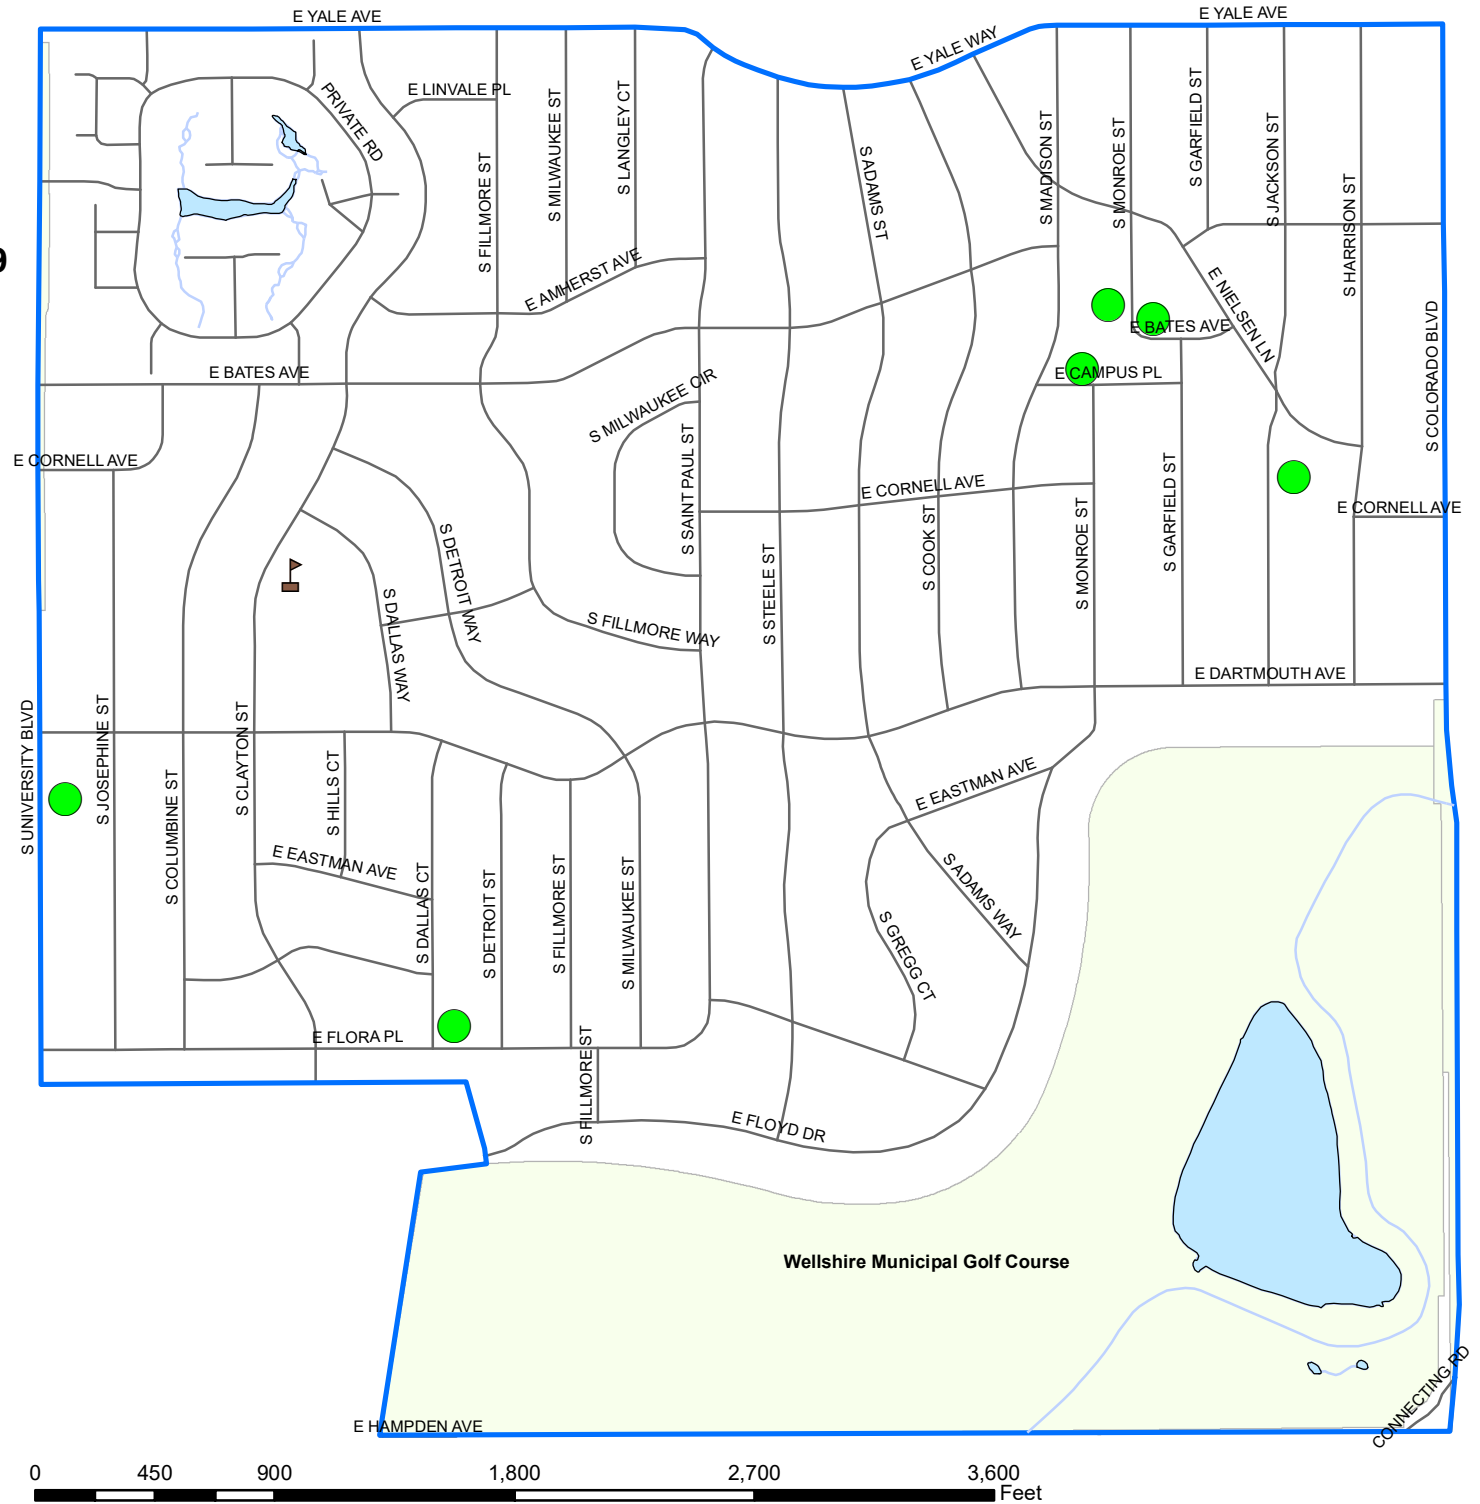 E YALE AVE
E YALE AVE
E YALE WAY
E LINVALE PL
PRIVATE RD
S FILLMORE ST
S MILWAUKEE ST
S LANGLEY CT
S ADAMS ST
S MADISON ST
S MONROE ST
S GARFIELD ST
S JACKSON ST
S HARRISON ST
9
E AMHERST AVE
E NIELSEN LN
E BATES AVE
S COLORADO BLVD
E BATES AVE
E CAMPUS PL
S MILWAUKEE CIR
E CORNELL AVE
S SAINT PAUL ST
E CORNELL AVE
E CORNELL AVE
S DETROIT WAY
S COOK ST
S MONROE ST
S GARFIELD ST
S STEELE ST
S DALLAS WAY
S FILLMORE WAY
E DARTMOUTH AVE
S UNIVERSITY BLVD
S JOSEPHINE ST
S COLUMBINE ST
S CLAYTON ST
S HILLS CT
E EASTMAN AVE
E EASTMAN AVE
S DALLAS CT
S DETROIT ST
S FILLMORE ST
S MILWAUKEE ST
S ADAMS WAY
S GREGG CT
E FLORA PL
S FILLMORE ST
E FLOYD DR
Wellshire Municipal Golf Course
E HAMPDEN AVE
CONNECTING RD
0 450 900 1,800 2,700 3,600
Feet